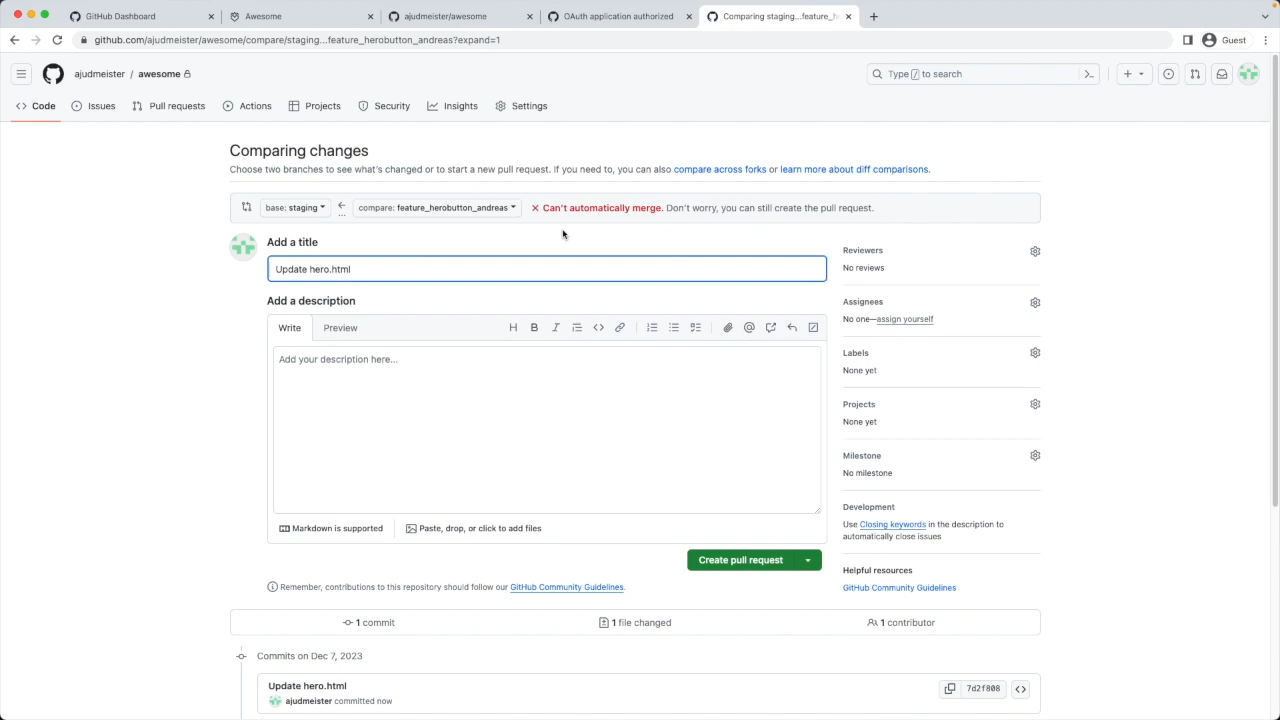 GitHub Dashboard
Awesome
ajudmeister/awesome
OAuth application authorized
Comparing staging...feature_h
github.com/ajudmeister/awesome/compare/staging...feature_herobutton_andreas?expand=1
Guest
ajudmeister / awesome
Type / to search
Code
Issues
Pull requests
Actions
Projects
Security
Insights
Settings
Comparing changes
Choose two branches to see what's changed or to start a new pull request. If you need to, you can also compare across forks or learn more about diff comparisons.
base: staging
compare: feature_herobutton_andreas
Can't automatically merge. Don't worry, you can still create the pull request.
Add a title
Update hero.html
Add a description
Write
Preview
Add your description here...
Markdown is supported
Paste, drop, or click to add files
Create pull request
Remember, contributions to this repository should follow our GitHub Community Guidelines.
Reviewers
No reviews
Assignees
No one—assign yourself
Labels
None yet
Projects
None yet
Milestone
No milestone
Development
Use Closing keywords in the description to
automatically close issues
Helpful resources
GitHub Community Guidelines
1 commit
1 file changed
1 contributor
Commits on Dec 7, 2023
Update hero.html
ajudmeister committed now
7d2f808